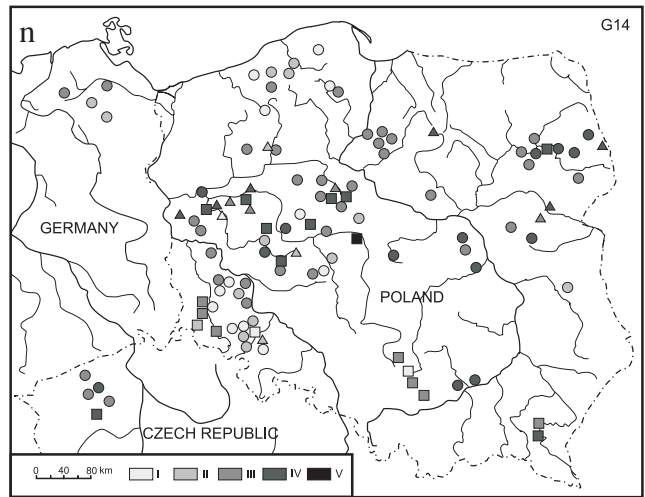 n G14
GERMANY
POLAND
CZECH REPUBLIC
0 40 80 km I II III IV V